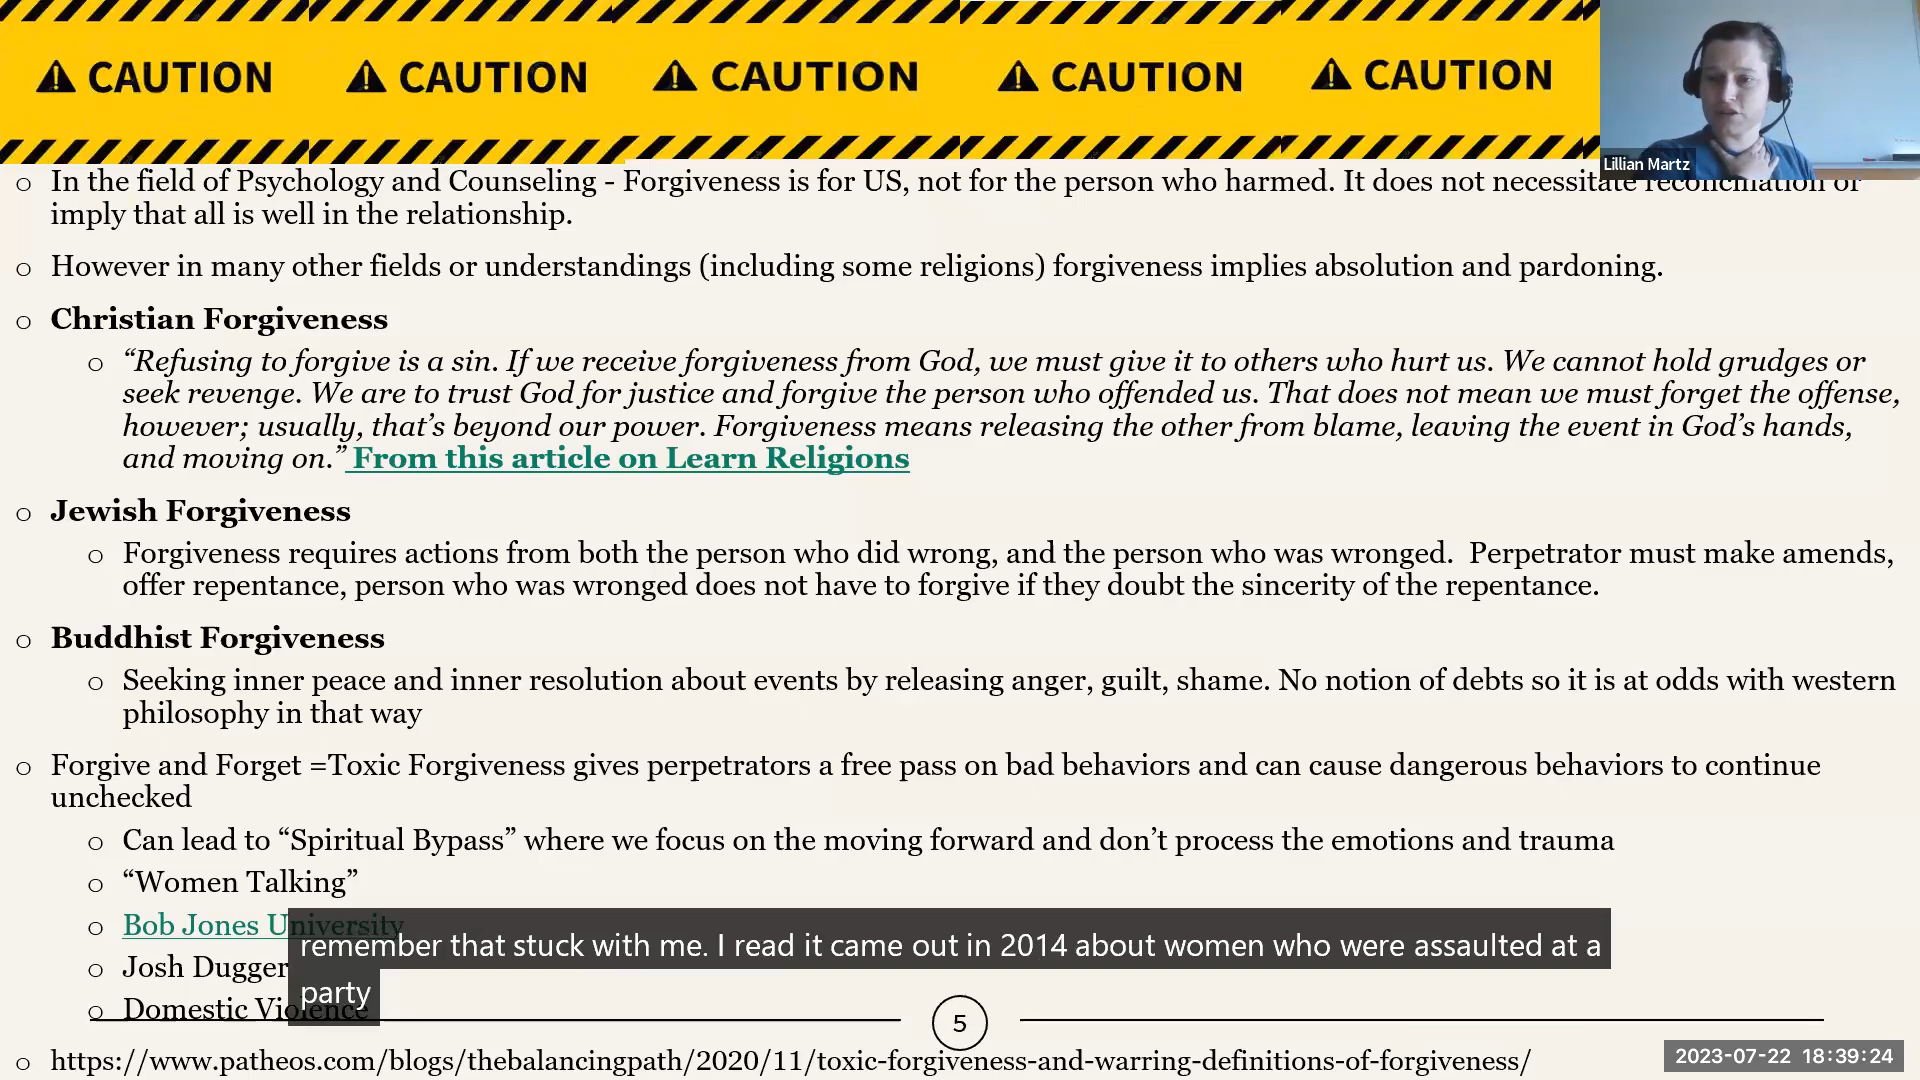 CAUTION CAUTION CAUTION CAUTION CAUTION
Lillian Martz
o In the field of Psychology and Counseling - Forgiveness is for US, not for the person who harmed. It does not necessitate reconciliation or
imply that all is well in the relationship.
o However in many other fields or understandings (including some religions) forgiveness implies absolution and pardoning.
o Christian Forgiveness
o “Refusing to forgive is a sin. If we receive forgiveness from God, we must give it to others who hurt us. We cannot hold grudges or
seek revenge. We are to trust God for justice and forgive the person who offended us. That does not mean we must forget the offense,
however; usually, that’s beyond our power. Forgiveness means releasing the other from blame, leaving the event in God’s hands,
and moving on.” From this article on Learn Religions
o Jewish Forgiveness
o Forgiveness requires actions from both the person who did wrong, and the person who was wronged.  Perpetrator must make amends,
offer repentance, person who was wronged does not have to forgive if they doubt the sincerity of the repentance.
o Buddhist Forgiveness
o Seeking inner peace and inner resolution about events by releasing anger, guilt, shame. No notion of debts so it is at odds with western
philosophy in that way
o Forgive and Forget =Toxic Forgiveness gives perpetrators a free pass on bad behaviors and can cause dangerous behaviors to continue
unchecked
o Can lead to “Spiritual Bypass” where we focus on the moving forward and don’t process the emotions and trauma
o “Women Talking”
o Bob Jones University
remember that stuck with me. I read it came out in 2014 about women who were assaulted at a
o Josh Dugger
party
o Domestic Violence
5
o https://www.patheos.com/blogs/thebalancingpath/2020/11/toxic-forgiveness-and-warring-definitions-of-forgiveness/
2023-07-22 18:39:24